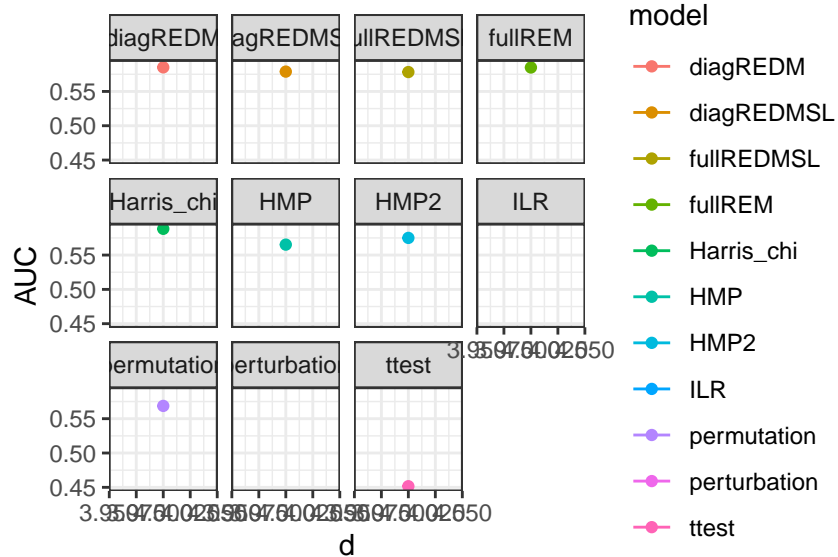 model
diagREDM
agREDMS
ullREDMS
fullREM
diagREDM
diagREDMSL
0.55
0.50
0.45
fullREDMSL
fullREM
Harris_chi
HMP
HMP2
ILR
Harris_chi
AUC
0.55
0.50
0.45
HMP
HMP2
ILR
permutation
perturbation
ttest
permutation
0.55
0.50
0.45
perturbation
ttest
d